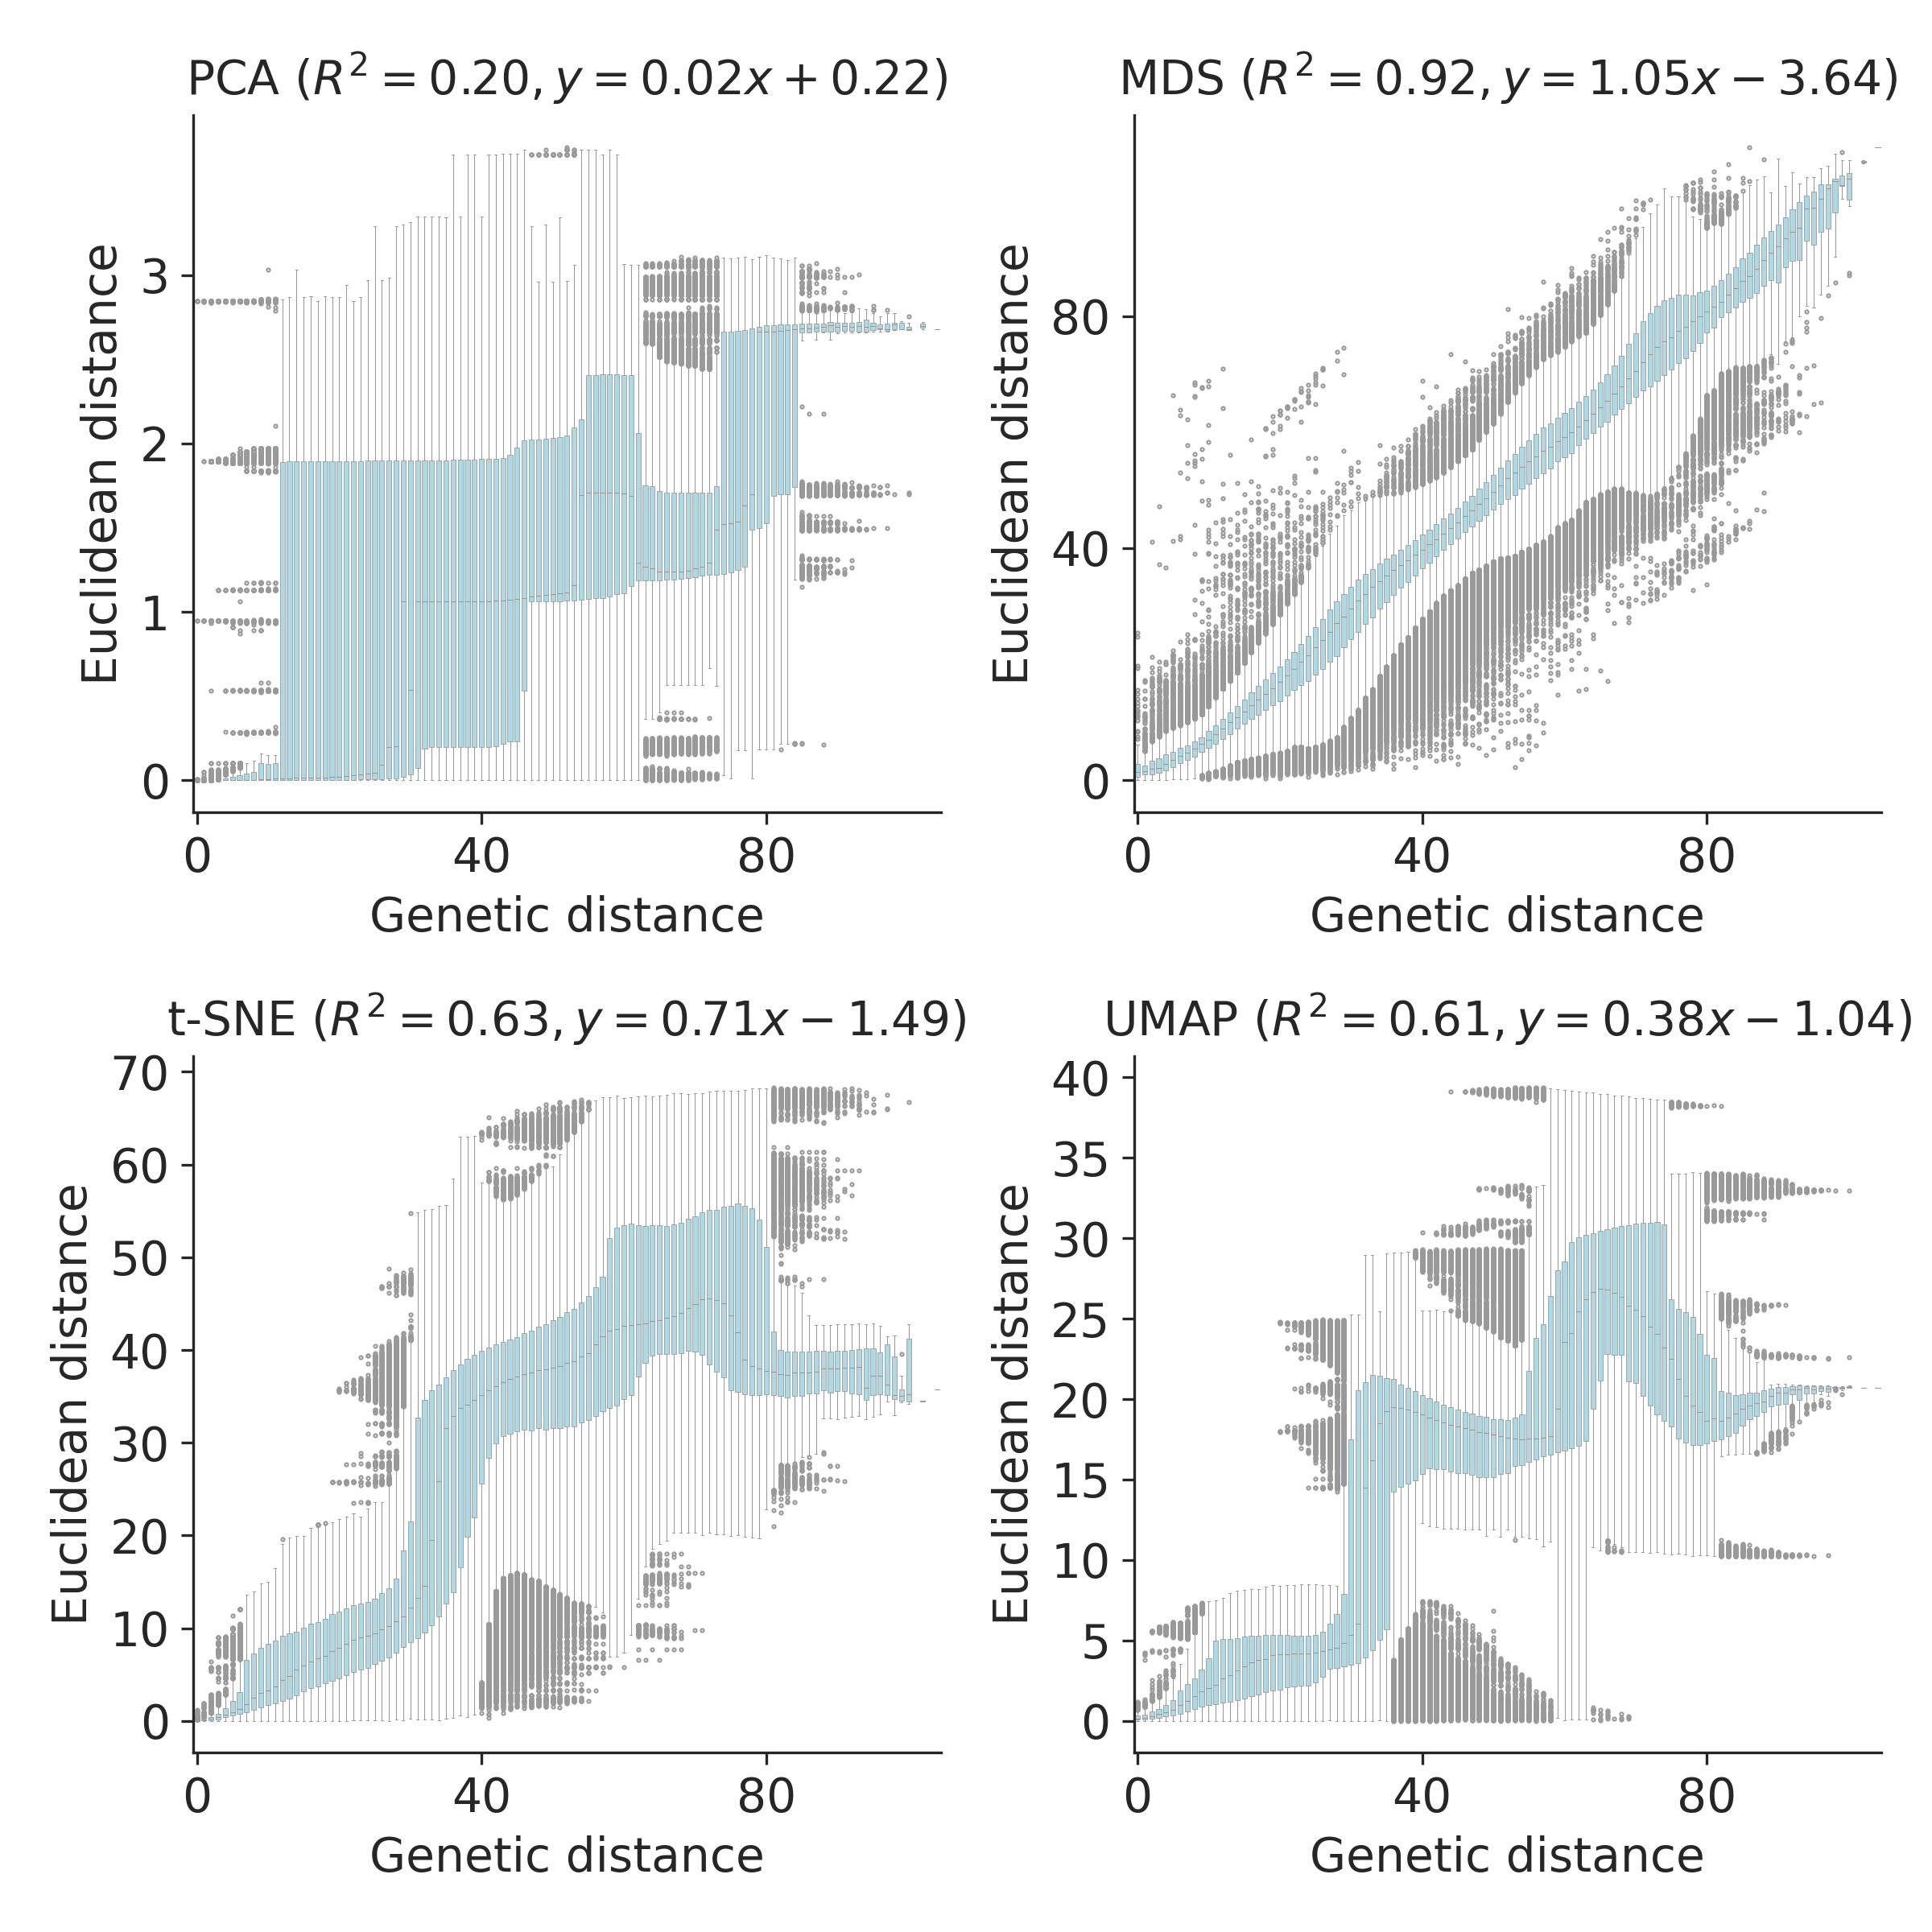 PCA (R² = 0.20, y = 0.02x + 0.22)
Euclidean distance
3
2
1
0
0 40 80
Genetic distance
MDS (R² = 0.92, y = 1.05x − 3.64)
Euclidean distance
80
40
0
0 40 80
Genetic distance
t-SNE (R² = 0.63, y = 0.71x − 1.49)
Euclidean distance
70
60
50
40
30
20
10
0
0 40 80
Genetic distance
UMAP (R² = 0.61, y = 0.38x − 1.04)
Euclidean distance
40
35
30
25
20
15
10
5
0
0 40 80
Genetic distance